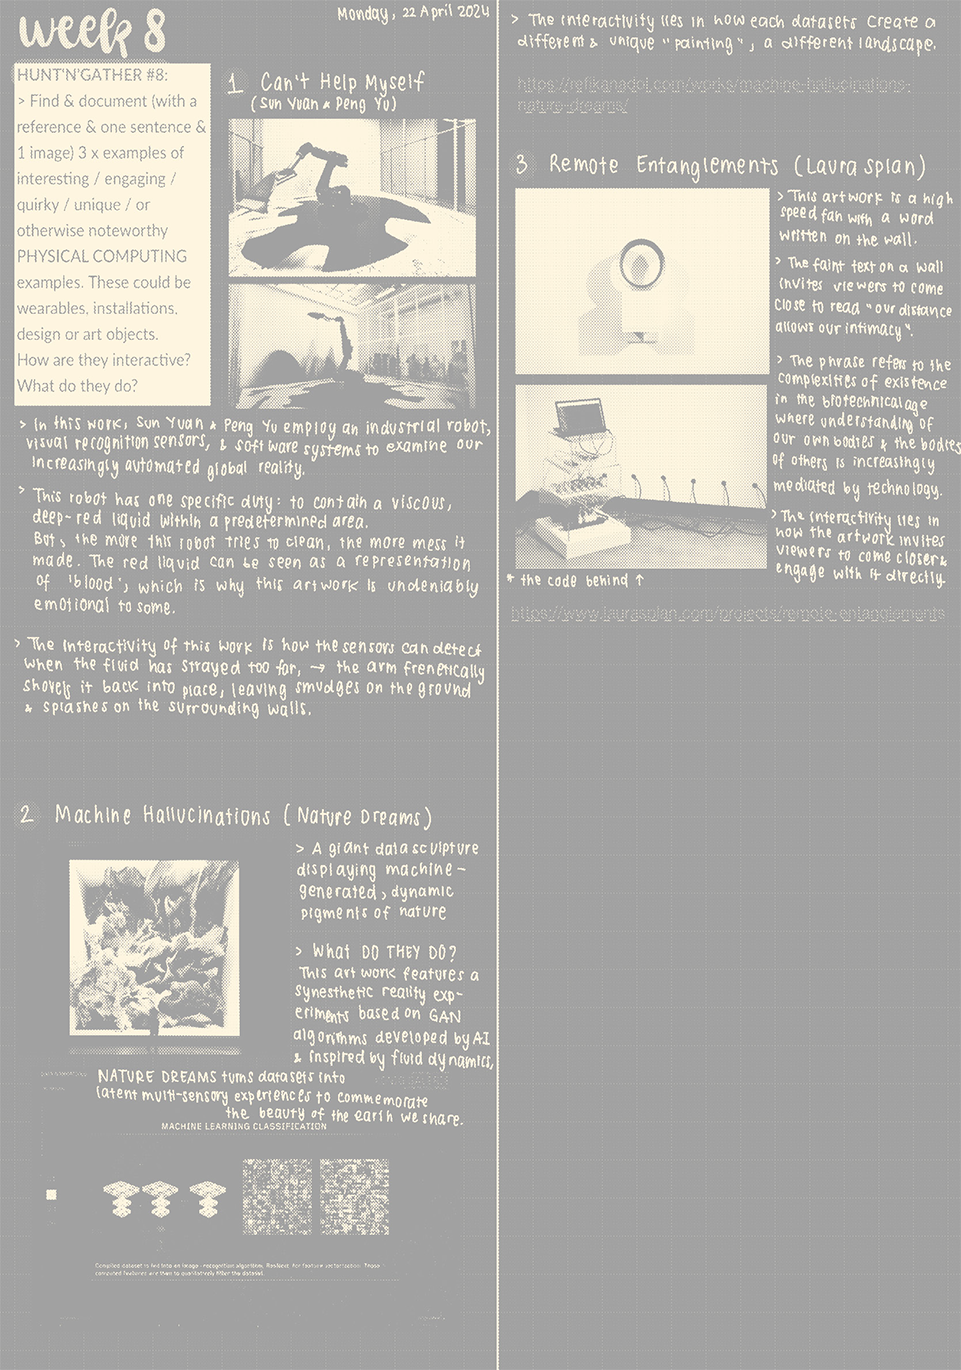 week 8
Monday, 22 April 2024
HUNT'N'GATHER #8:
> Find & document (with a
reference & one sentence &
1 image) 3 x examples of
interesting / engaging /
quirky / unique / or
otherwise noteworthy
PHYSICAL COMPUTING
examples. These could be
wearables, installations,
design or art objects.
How are they interactive?
What do they do?
1 Can't Help Myself
(Sun Yuan & Peng Yu)
> In this work, Sun Yuan & Peng Yu employ an industrial robot,
visual recognition sensors, & software systems to examine our
increasingly automated global reality.
> This robot has one specific duty: to contain a viscous,
deep-red liquid within a predetermined area.
But, the more this robot tries to clean, the more mess it
made. The red liquid can be seen as a representation
of 'blood', which is why this artwork is undeniably
emotional to some.
> The interactivity of this work is how the sensors can detect
when the fluid has strayed too far, → the arm frenetically
shovels it back into place, leaving smudges on the ground
& splashes on the surrounding walls.
2 Machine Hallucinations (Nature Dreams)
> A giant data sculpture
displaying machine-
generated, dynamic
pigments of nature
> What DO THEY DO?
This art work features a
synesthetic reality exp-
eriments based on GAN
algorithms developed by AI
& inspired by fluid dynamics,
NATURE DREAMS turns datasets into
latent multi-sensory experiences to commemorate
the beauty of the earth we share.
MACHINE LEARNING CLASSIFICATION
Compiled dataset is fed into an image-recognition algorithm, for feature vectorization. These
computed features are then to quantitatively filter the dataset.
> The interactivity lies in how each datasets create a
different & unique "painting", a different landscape.
https://refikanadol.com/works/machine-hallucinations-
nature-dreams/
3 Remote Entanglements (Laura Splan)
> This artwork is a high
speed fan with a word
written on the wall.
> The faint text on a wall
invites viewers to come
close to read "our distance
allows our intimacy".
> The phrase refers to the
complexities of existence
in the biotechnical age
where understanding of
our own bodies & the bodies
of others is increasingly
mediated by technology.
> The interactivity lies in
how the artwork invites
viewers to come closer &
engage with it directly.
* the code behind ↑
https://www.laurasplan.com/projects/remote-entanglements